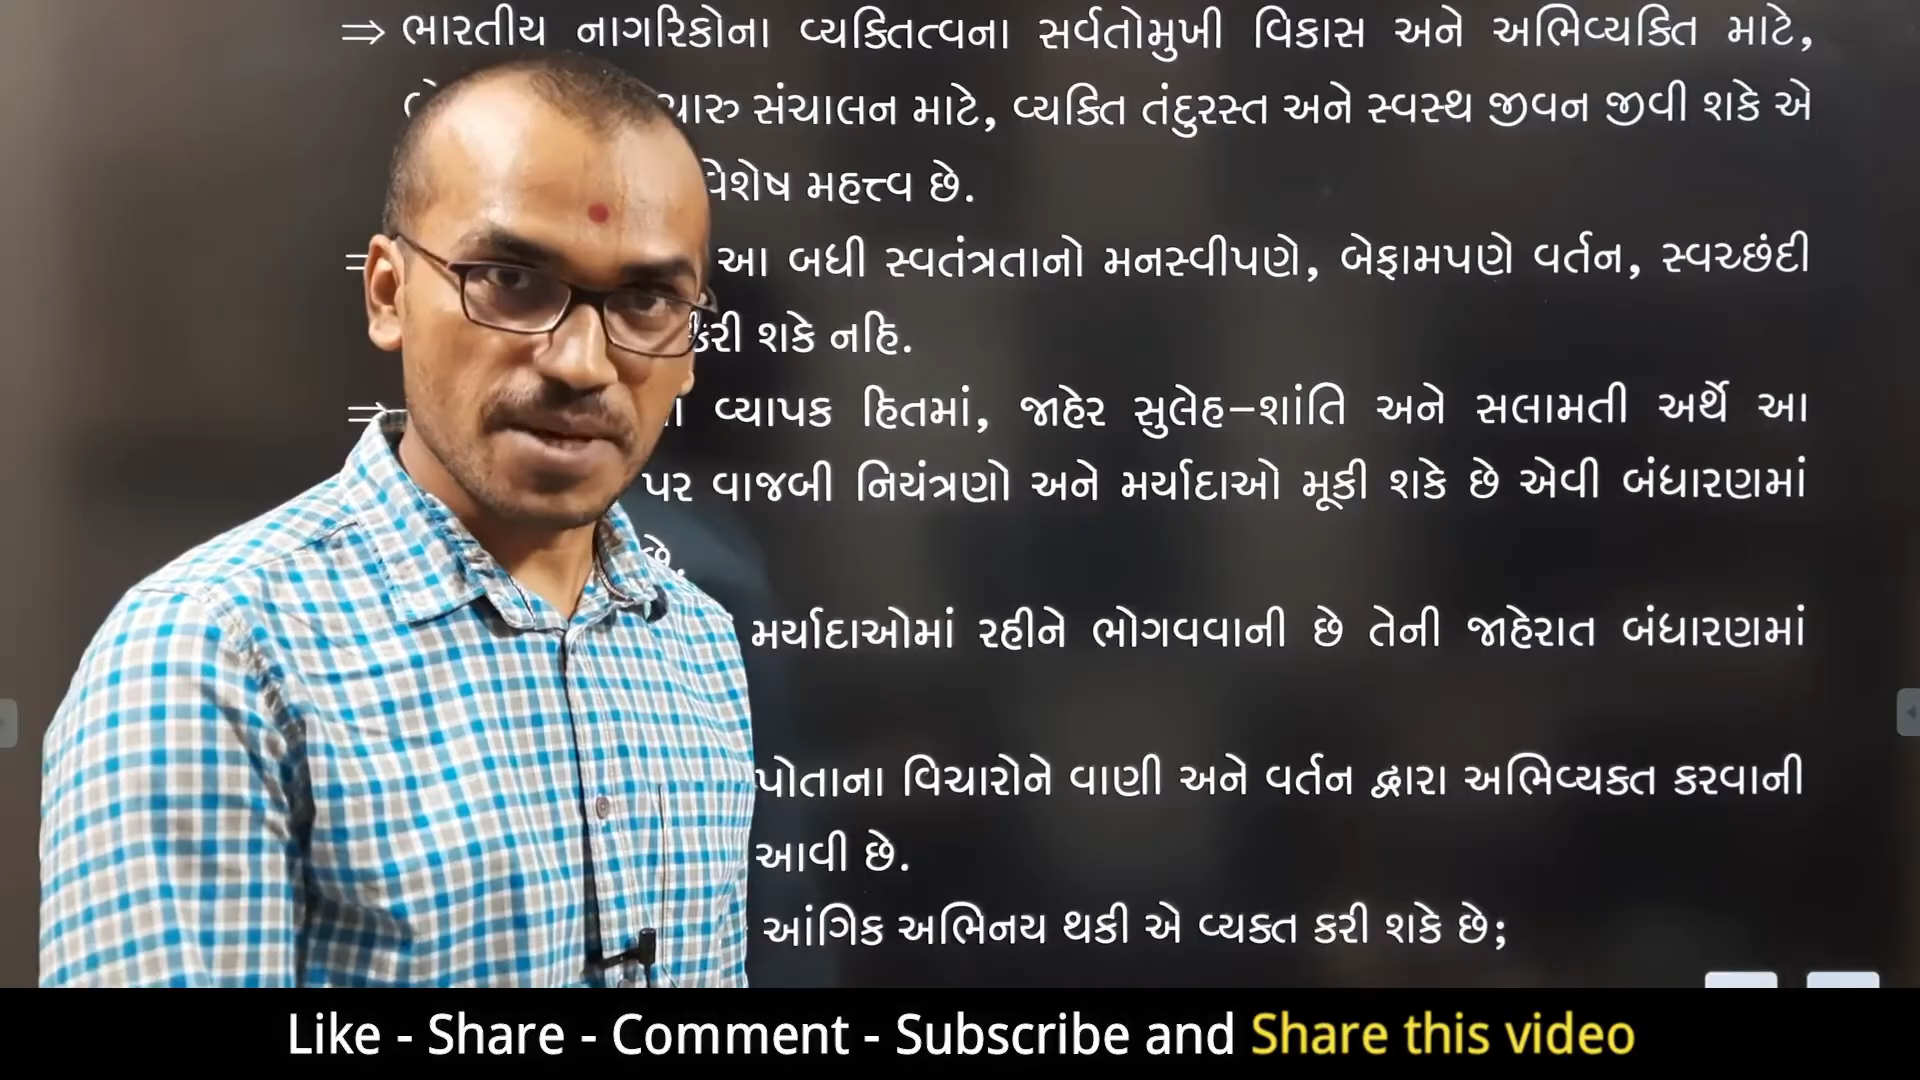 ⇒ ભારતીય નાગરિકોના વ્યક્તિત્વના સર્વતોમુખી વિકાસ અને અભિવ્યક્તિ માટે,
સંચાલન માટે, વ્યક્તિ તંદુરસ્ત અને સ્વસ્થ જીવન જીવી શકે એ
મહત્ત્વ છે.
આ બધી સ્વતંત્રતાનો મનસ્વીપણે, બેફામપણે વર્તન, સ્વચ્છંદી
કરી શકે નહિ.
⇒ વ્યાપક હિતમાં, જાહેર સુલેહ–શાંતિ અને સલામતી અર્થે આ
પર વાજબી નિયંત્રણો અને મર્યાદાઓ મૂકી શકે છે એવી બંધારણમાં
છે.
મર્યાદાઓમાં રહીને ભોગવવાની છે તેની જાહેરાત બંધારણમાં
પોતાના વિચારોને વાણી અને વર્તન દ્વારા અભિવ્યક્ત કરવાની
આવી છે.
આંગિક અભિનય થકી એ વ્યક્ત કરી શકે છે;
Like - Share - Comment - Subscribe and Share this video